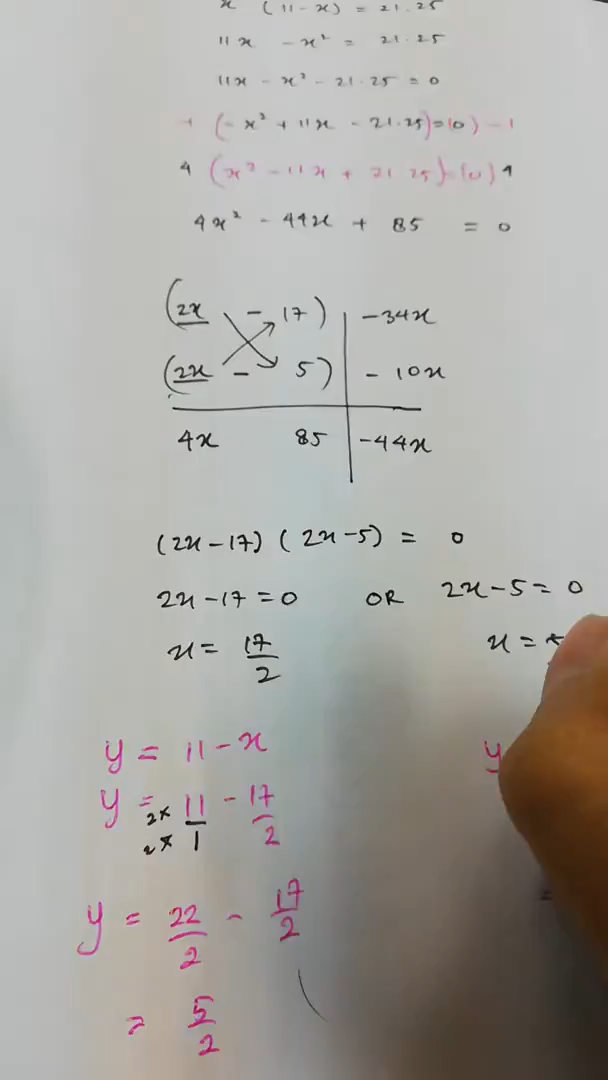 x (11 - x) = 21.25
11x - x² = 21.25
11x - x² - 21.25 = 0
-1 (-x² + 11x - 21.25) = (0) - 1
4 (x² - 11x + 21.25) = (0) 4
4x² - 44x + 85 = 0
(2x - 17) | -34x
(2x - 5) | - 10x
4x 85 | -44x
(2x - 17) (2x - 5) = 0
2x - 17 = 0 OR 2x - 5 = 0
x = 17/2 x =
y = 11 - x y
y = 2× 11 / 2× 1 - 17/2
y = 22/2 - 17/2
= 5/2